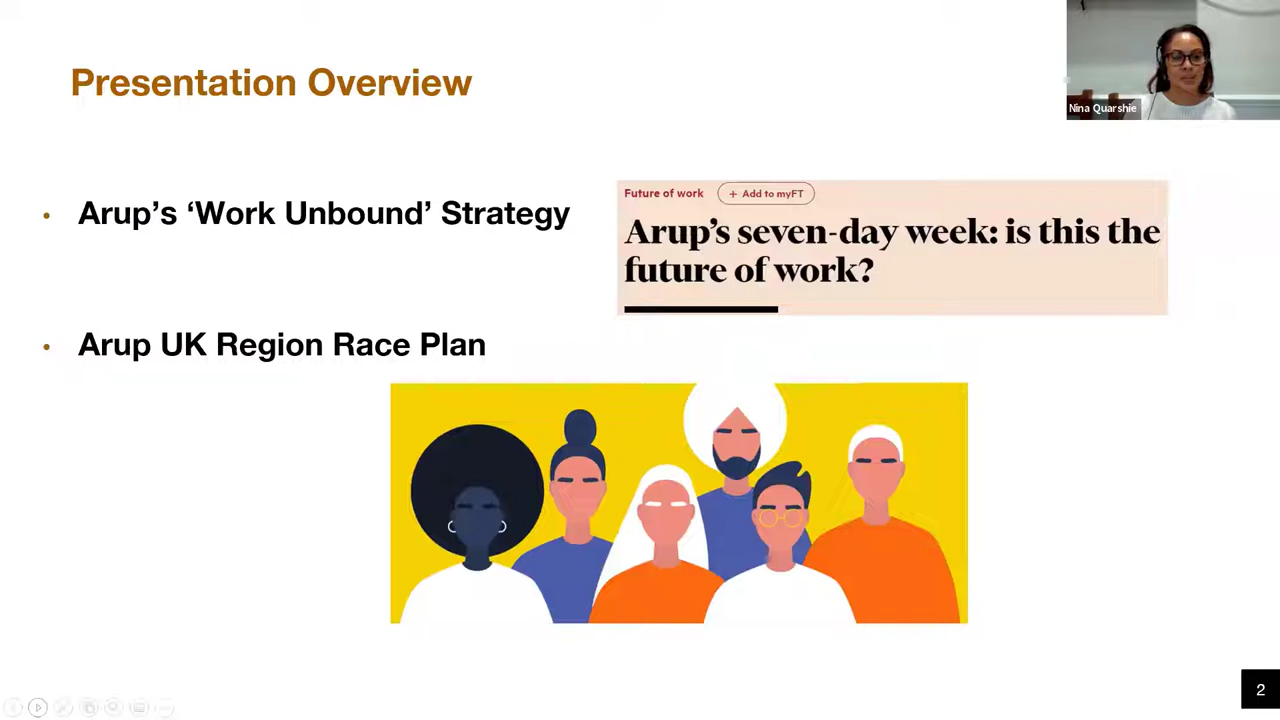 Presentation Overview
Nina Quarshie
• Arup’s ‘Work Unbound’ Strategy
Future of work + Add to myFT
Arup’s seven-day week: is this the
future of work?
• Arup UK Region Race Plan
2